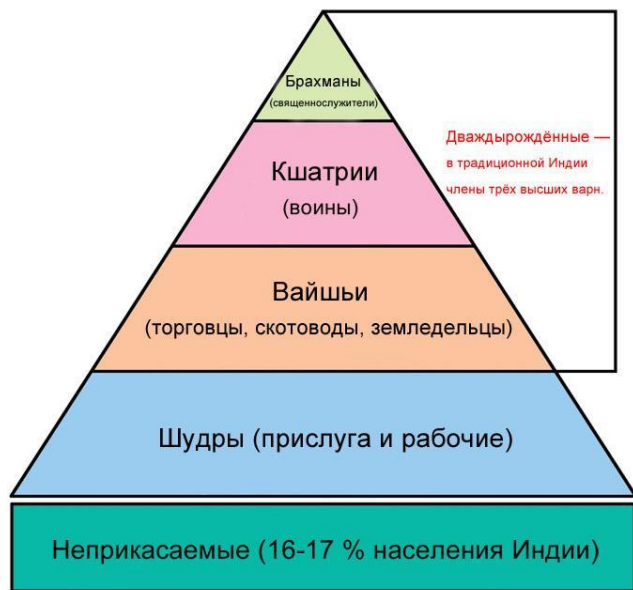 Брахманы
(священнослужители)
Дваждырождённые —
в традиционной Индии
члены трёх высших варн.
Кшатрии
(воины)
Вайшьи
(торговцы, скотоводы, земледельцы)
Шудры (прислуга и рабочие)
Неприкасаемые (16-17 % населения Индии)